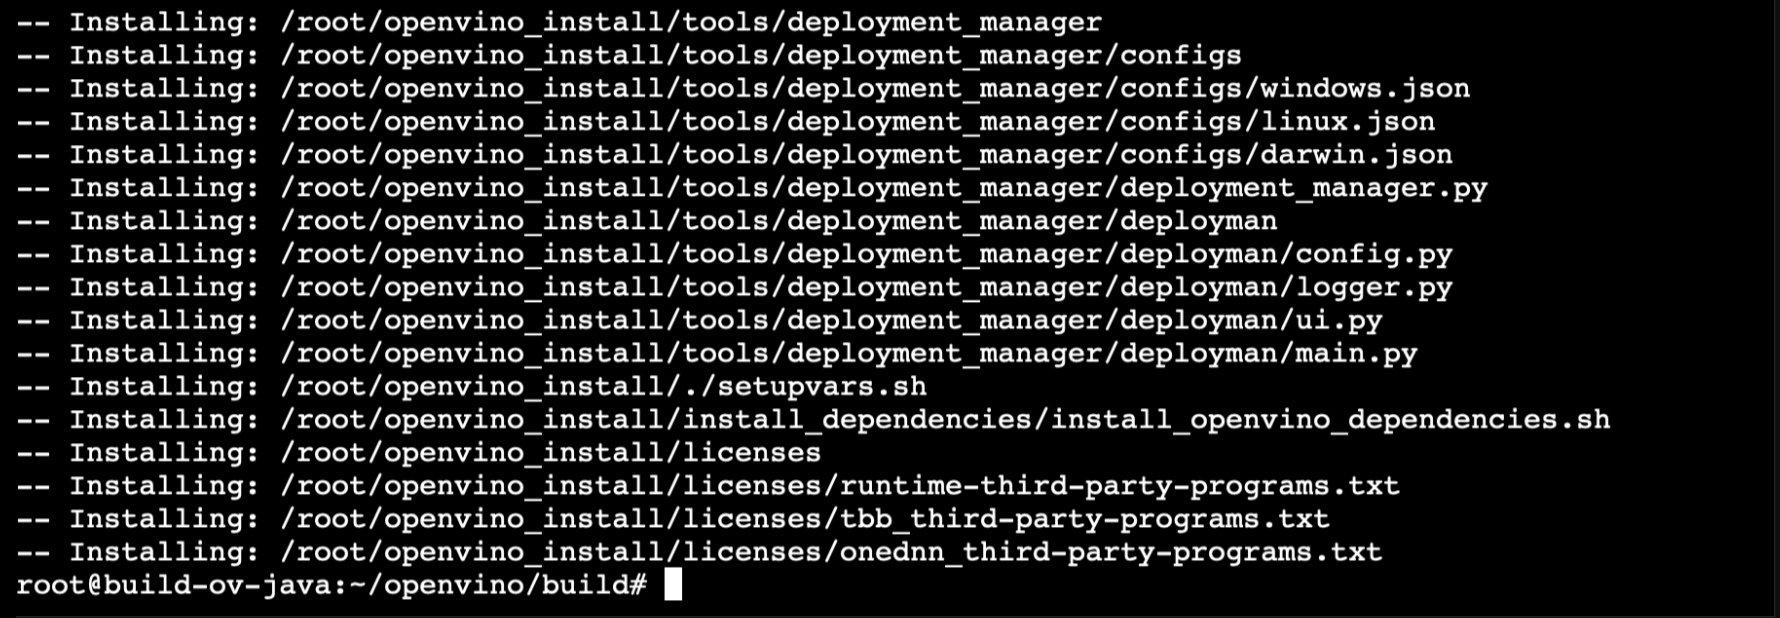 -- Installing: /root/openvino_install/tools/deployment_manager
-- Installing: /root/openvino_install/tools/deployment_manager/configs
-- Installing: /root/openvino_install/tools/deployment_manager/configs/windows.json
-- Installing: /root/openvino_install/tools/deployment_manager/configs/linux.json
-- Installing: /root/openvino_install/tools/deployment_manager/configs/darwin.json
-- Installing: /root/openvino_install/tools/deployment_manager/deployment_manager.py
-- Installing: /root/openvino_install/tools/deployment_manager/deployman
-- Installing: /root/openvino_install/tools/deployment_manager/deployman/config.py
-- Installing: /root/openvino_install/tools/deployment_manager/deployman/logger.py
-- Installing: /root/openvino_install/tools/deployment_manager/deployman/ui.py
-- Installing: /root/openvino_install/tools/deployment_manager/deployman/main.py
-- Installing: /root/openvino_install/./setupvars.sh
-- Installing: /root/openvino_install/install_dependencies/install_openvino_dependencies.sh
-- Installing: /root/openvino_install/licenses
-- Installing: /root/openvino_install/licenses/runtime-third-party-programs.txt
-- Installing: /root/openvino_install/licenses/tbb_third-party-programs.txt
-- Installing: /root/openvino_install/licenses/onednn_third-party-programs.txt
root@build-ov-java:~/openvino/build#